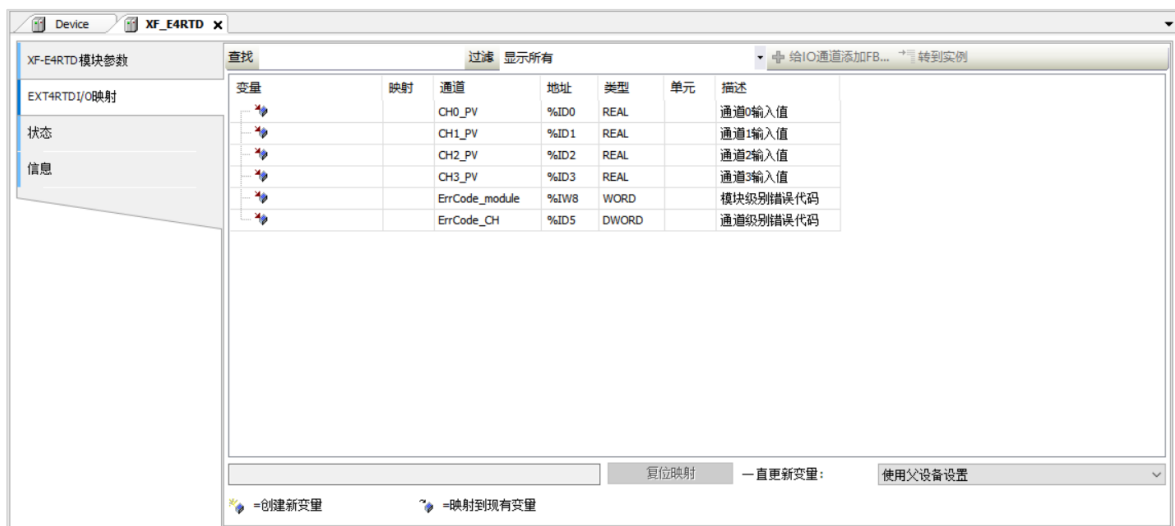 Device XF_E4RTD
XF-E4RTD模块参数
EXT4RTDI/O映射
状态
信息
查找 过滤 显示所有 给IO通道添加FB... 转到实例
变量 映射 通道 地址 类型 单元 描述
CH0_PV %ID0 REAL 通道0输入值
CH1_PV %ID1 REAL 通道1输入值
CH2_PV %ID2 REAL 通道2输入值
CH3_PV %ID3 REAL 通道3输入值
ErrCode_module %IW8 WORD 模块级别错误代码
ErrCode_CH %ID5 DWORD 通道级别错误代码
复位映射 一直更新变量: 使用父设备设置
=创建新变量 =映射到现有变量